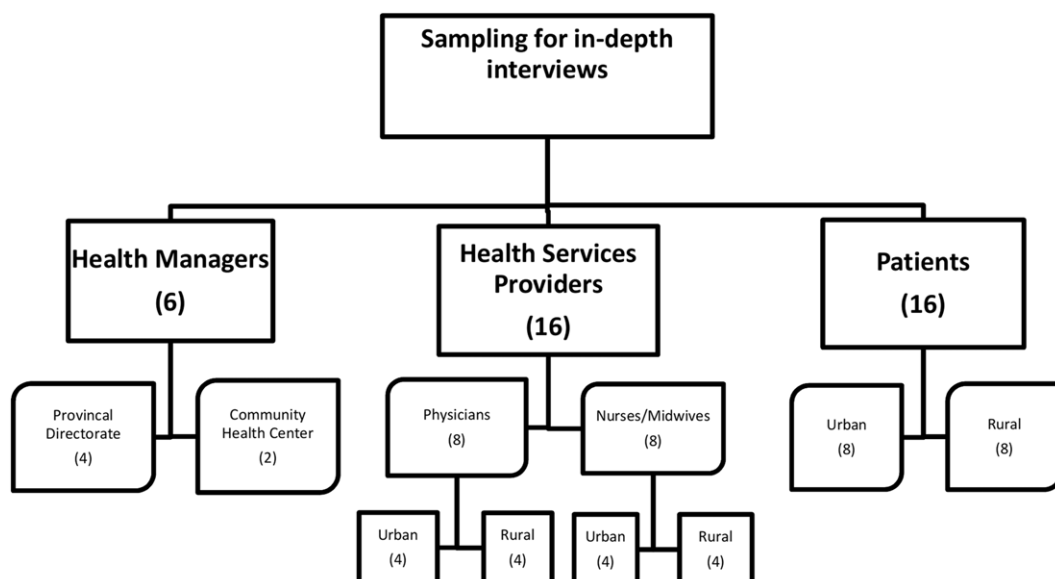 Sampling for in-depth
interviews
Health Managers
(6)
Health Services
Providers
(16)
Patients
(16)
Provincal
Directorate
(4)
Community
Health Center
(2)
Physicians
(8)
Nurses/Midwives
(8)
Urban
(8)
Rural
(8)
Urban
(4)
Rural
(4)
Urban
(4)
Rural
(4)